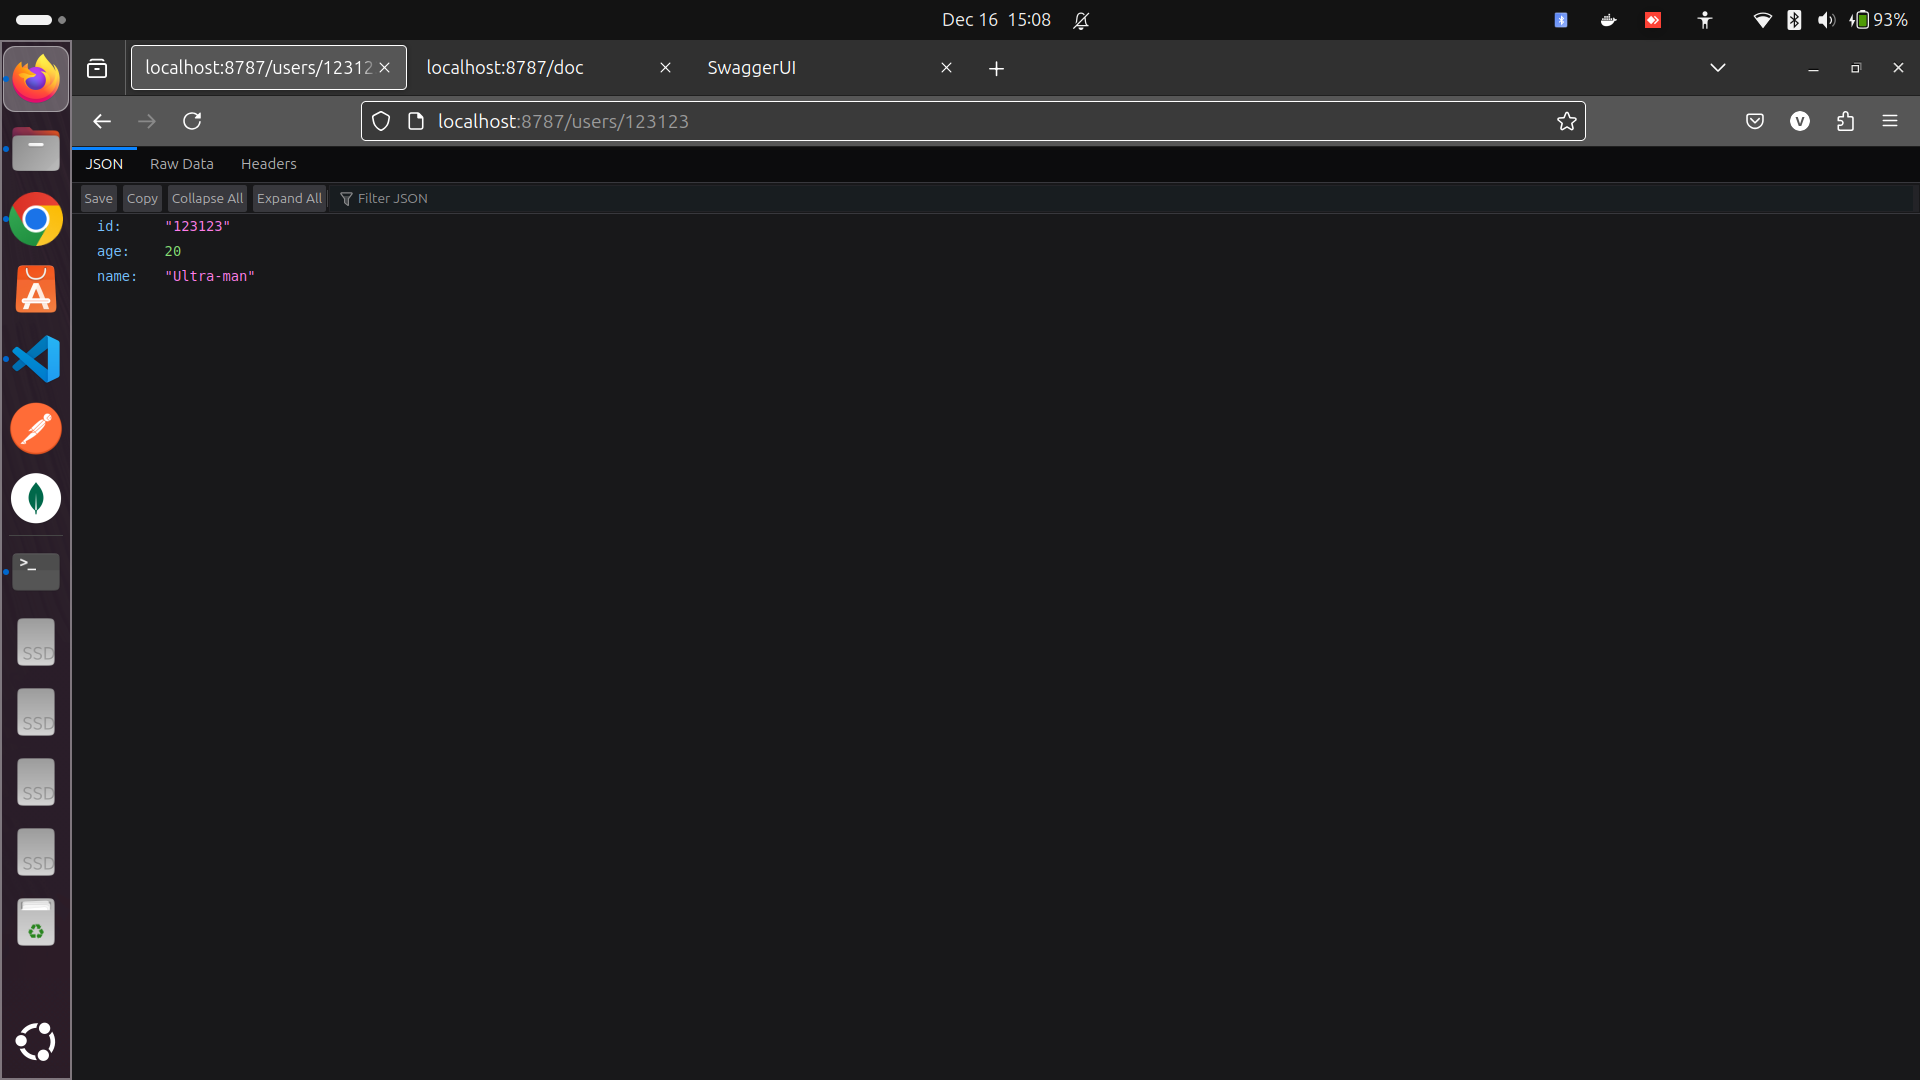 Dec 16 15:08
93%
localhost:8787/users/12312
localhost:8787/doc
SwaggerUI
localhost:8787/users/123123
V
JSON Raw Data Headers
Save Copy Collapse All Expand All Filter JSON
id: "123123"
age: 20
name: "Ultra-man"
>_
SSD
SSD
SSD
SSD